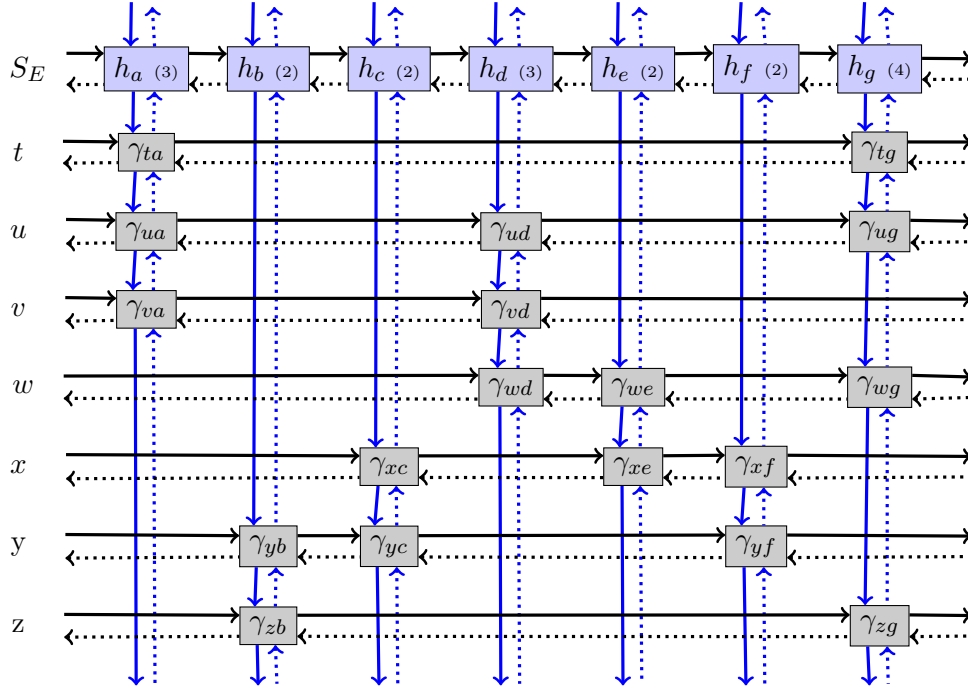 S_E h_a (3) h_b (2) h_c (2) h_d (3) h_e (2) h_f (2) h_g (4)
t γ_ta γ_tg
u γ_ua γ_ud γ_ug
v γ_va γ_vd
w γ_wd γ_we γ_wg
x γ_xc γ_xe γ_xf
y γ_yb γ_yc γ_yf
z γ_zb γ_zg